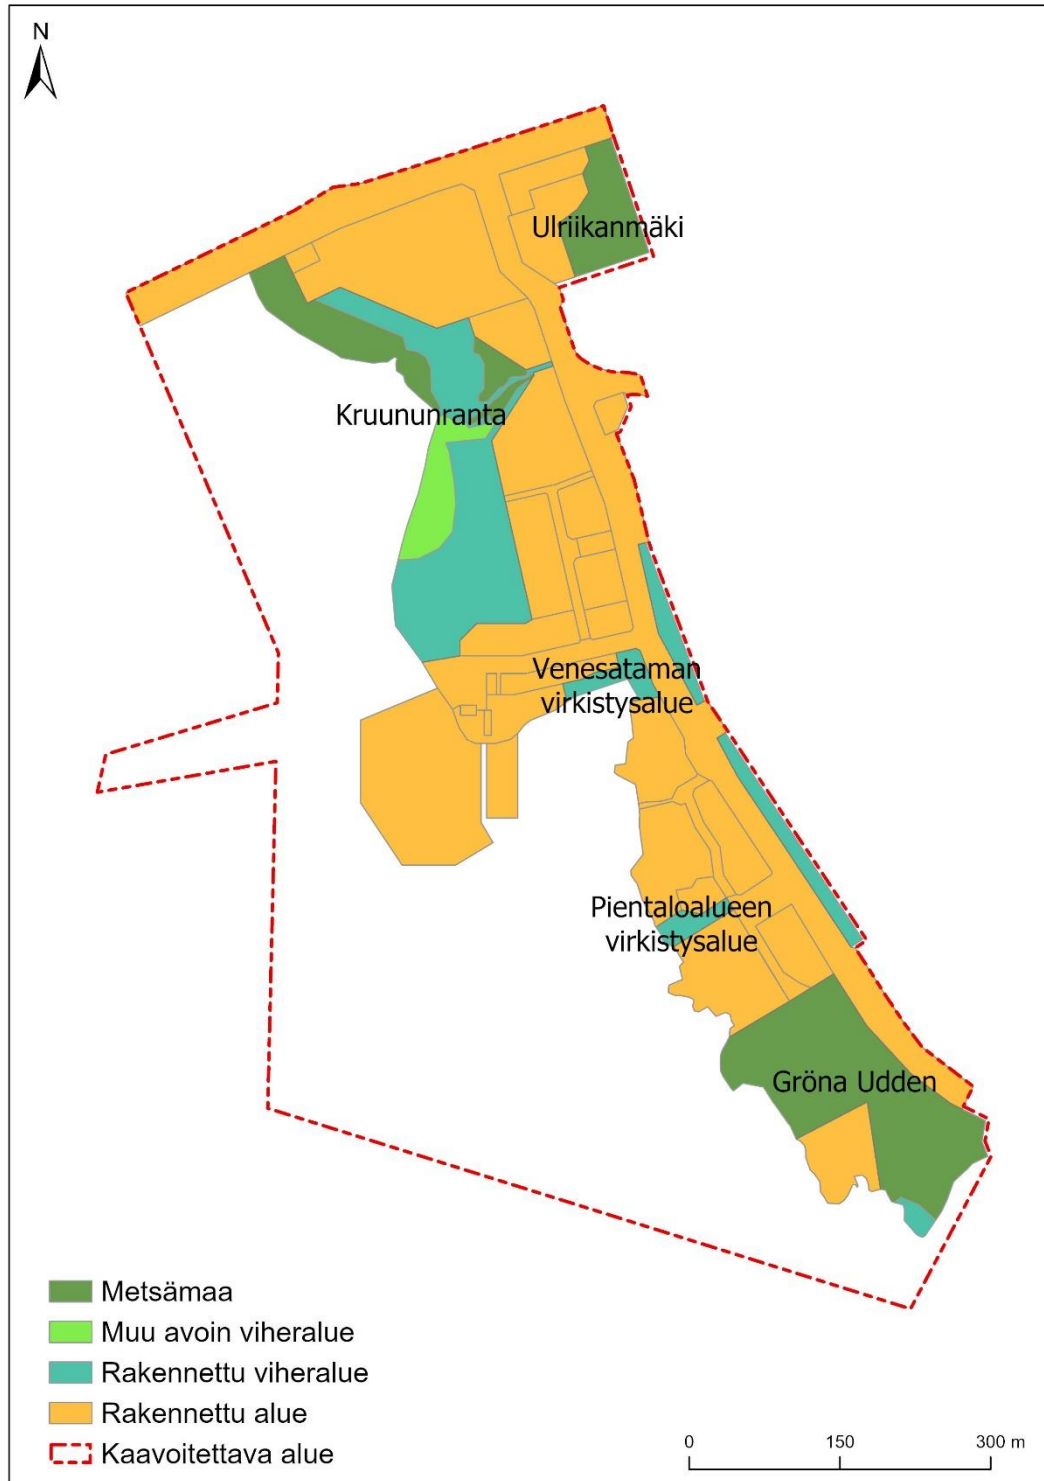 N
Ulriikanmäki
Kruununranta
Venesataman
virkistysalue
Pientaloalueen
virkistysalue
Gröna Udden
Metsämaa
Muu avoin viheralue
Rakennettu viheralue
Rakennettu alue
Kaavoitettava alue
0 150 300 m